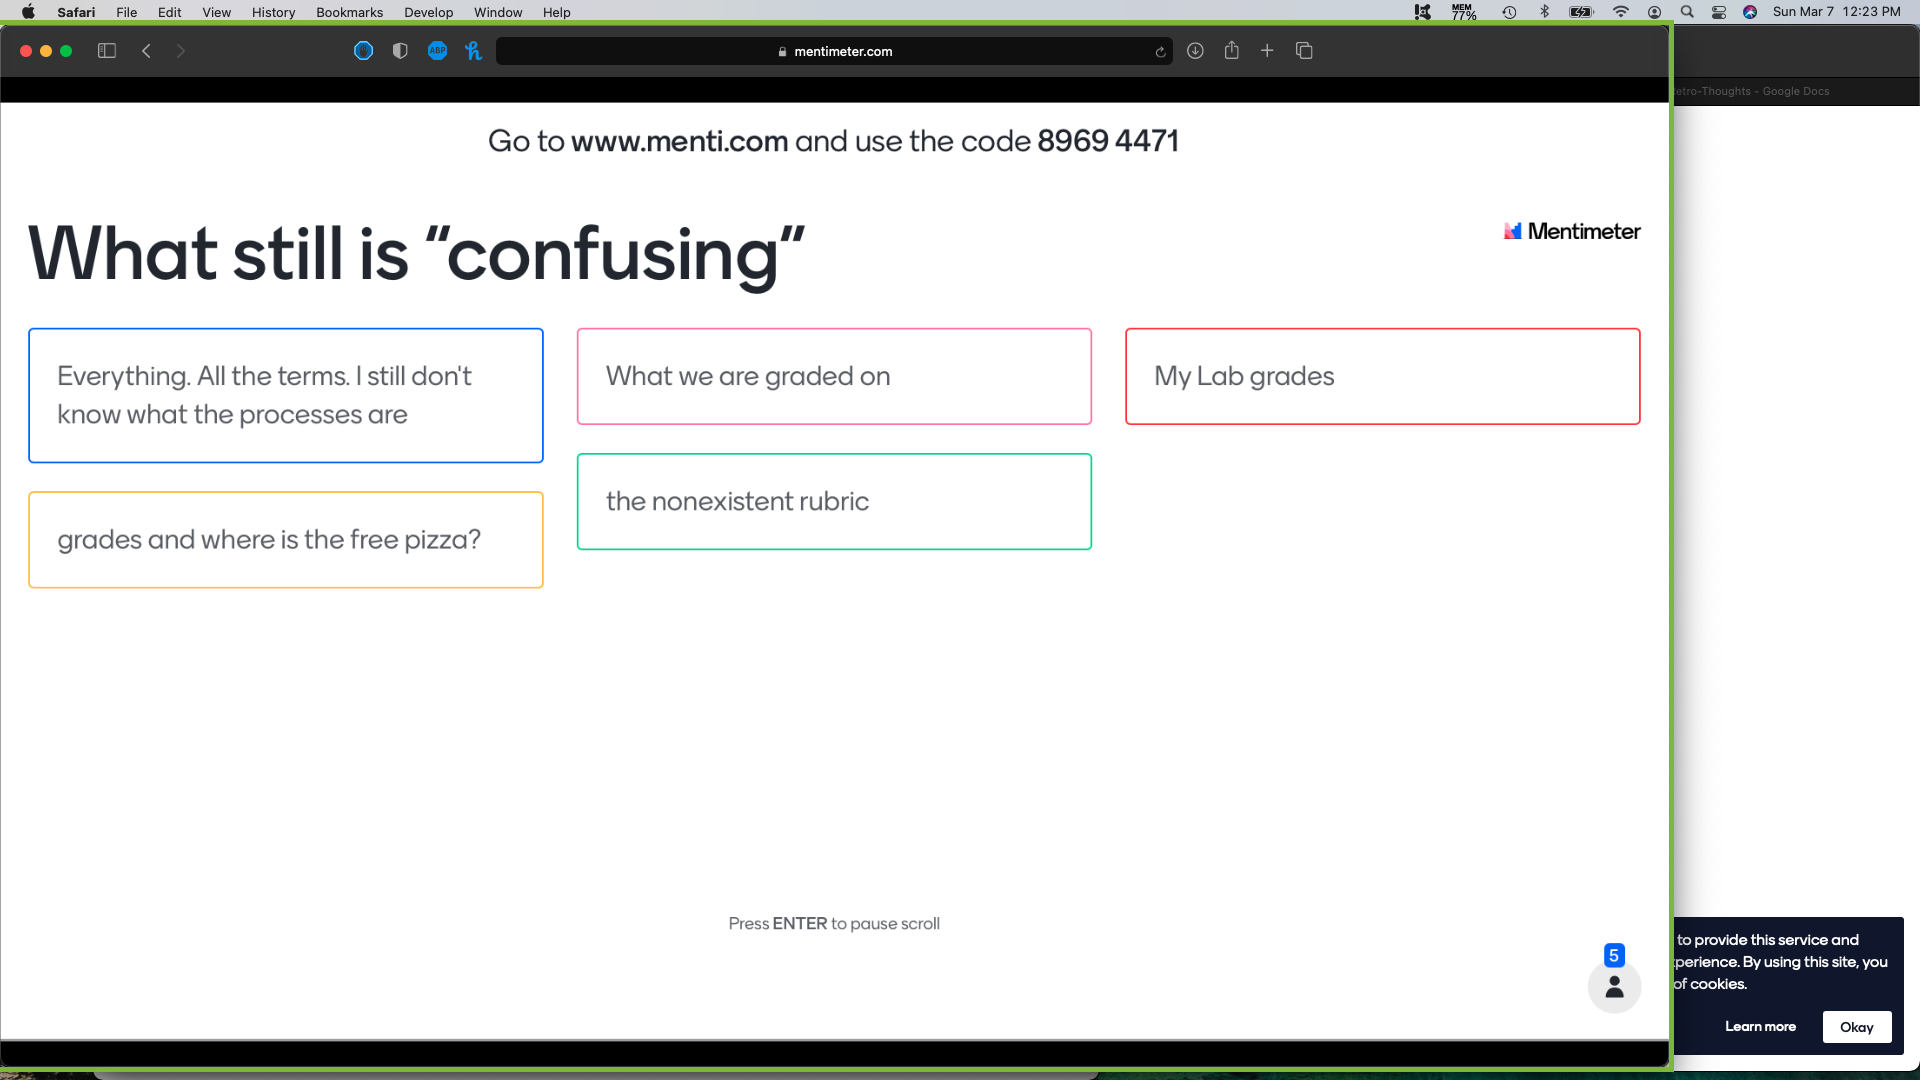 Safari File Edit View History Bookmarks Develop Window Help
MEM
77%
Sun Mar 7 12:23 PM
ABP
mentimeter.com
etro-Thoughts - Google Docs
Go to www.menti.com and use the code 8969 4471
What still is “confusing”
Mentimeter
Everything. All the terms. I still don't
know what the processes are
What we are graded on
My Lab grades
the nonexistent rubric
grades and where is the free pizza?
Press ENTER to pause scroll
5
to provide this service and
perience. By using this site, you
of cookies.
Learn more
Okay